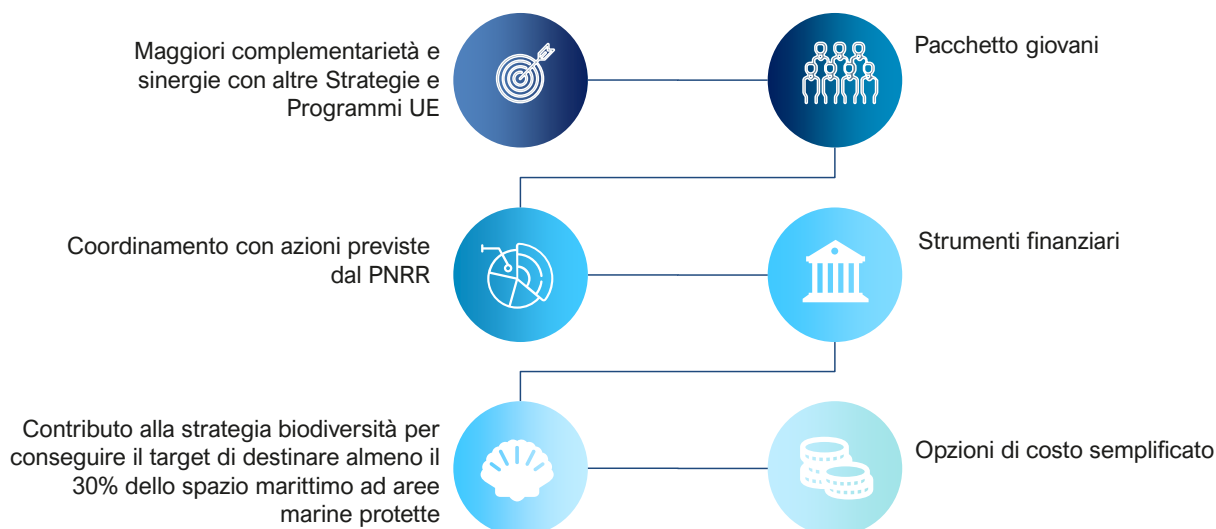 Maggiori complementarietà e
sinergie con altre Strategie e
Programmi UE
Pacchetto giovani
Coordinamento con azioni previste
dal PNRR
Strumenti finanziari
Contributo alla strategia biodiversità per
conseguire il target di destinare almeno il
30% dello spazio marittimo ad aree
marine protette
Opzioni di costo semplificato